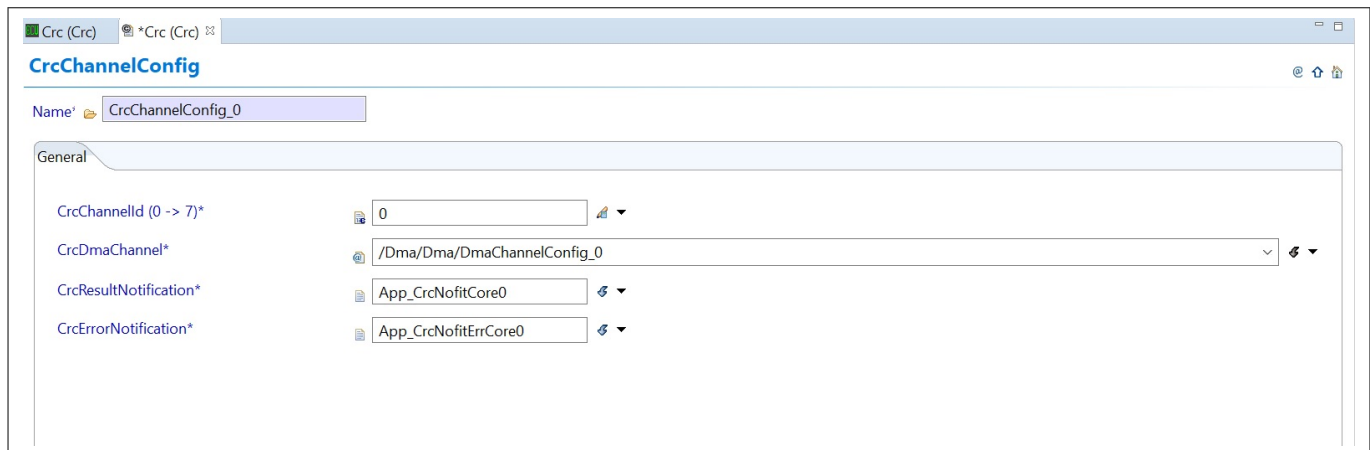 Crc (Crc) *Crc (Crc)
CrcChannelConfig
Name* CrcChannelConfig_0
General
CrcChannelId (0 -> 7)* 0
CrcDmaChannel* /Dma/Dma/DmaChannelConfig_0
CrcResultNotification* App_CrcNofitCore0
CrcErrorNotification* App_CrcNofitErrCore0